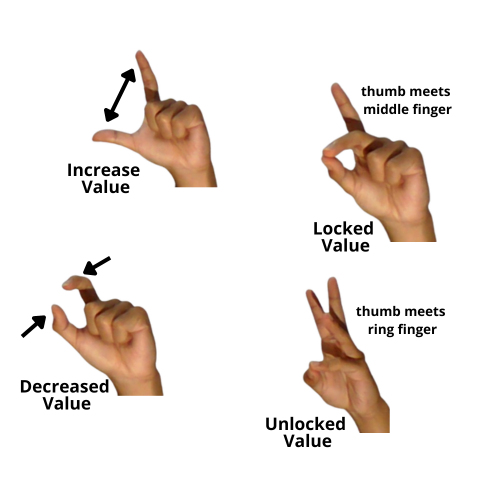 Increase
Value
thumb meets
middle finger
Locked
Value
Decreased
Value
thumb meets
ring finger
Unlocked
Value